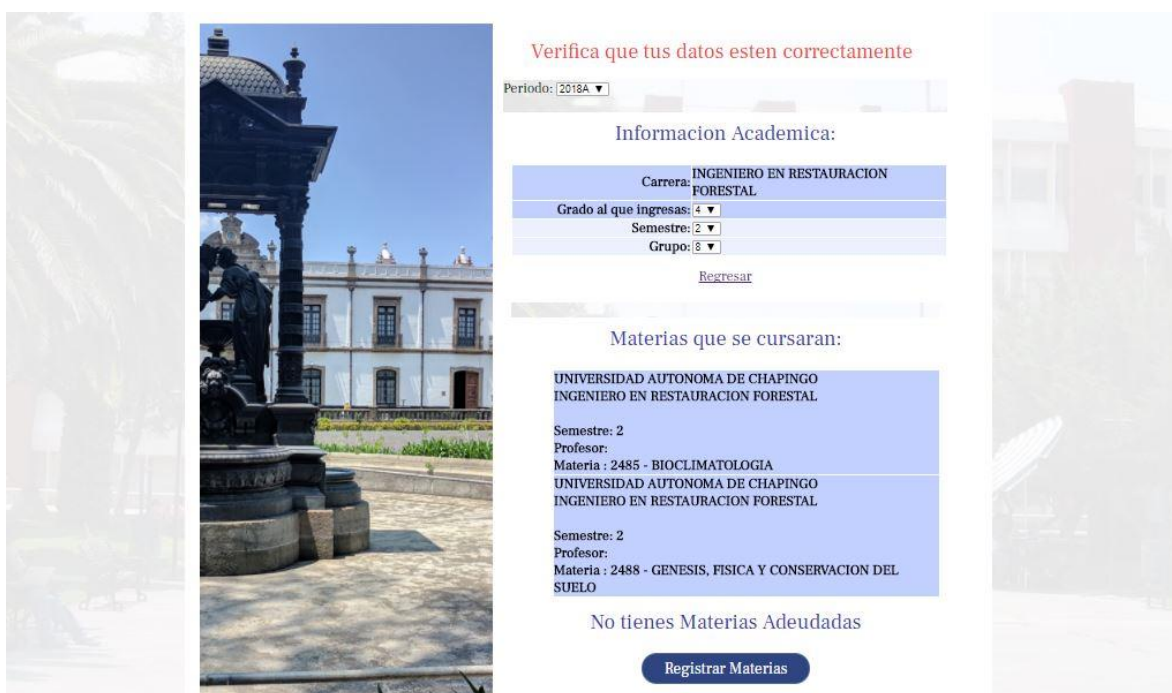 Verifica que tus datos esten correctamente
Periodo: 2018A ▼
Informacion Academica:
Carrera: INGENIERO EN RESTAURACION
FORESTAL
Grado al que ingresas: 4 ▼
Semestre: 2 ▼
Grupo: 8 ▼
Regresar
Materias que se cursaran:
UNIVERSIDAD AUTONOMA DE CHAPINGO
INGENIERO EN RESTAURACION FORESTAL
Semestre: 2
Profesor:
Materia : 2485 - BIOCLIMATOLOGIA
UNIVERSIDAD AUTONOMA DE CHAPINGO
INGENIERO EN RESTAURACION FORESTAL
Semestre: 2
Profesor:
Materia : 2488 - GENESIS, FISICA Y CONSERVACION DEL
SUELO
No tienes Materias Adeudadas
Registrar Materias